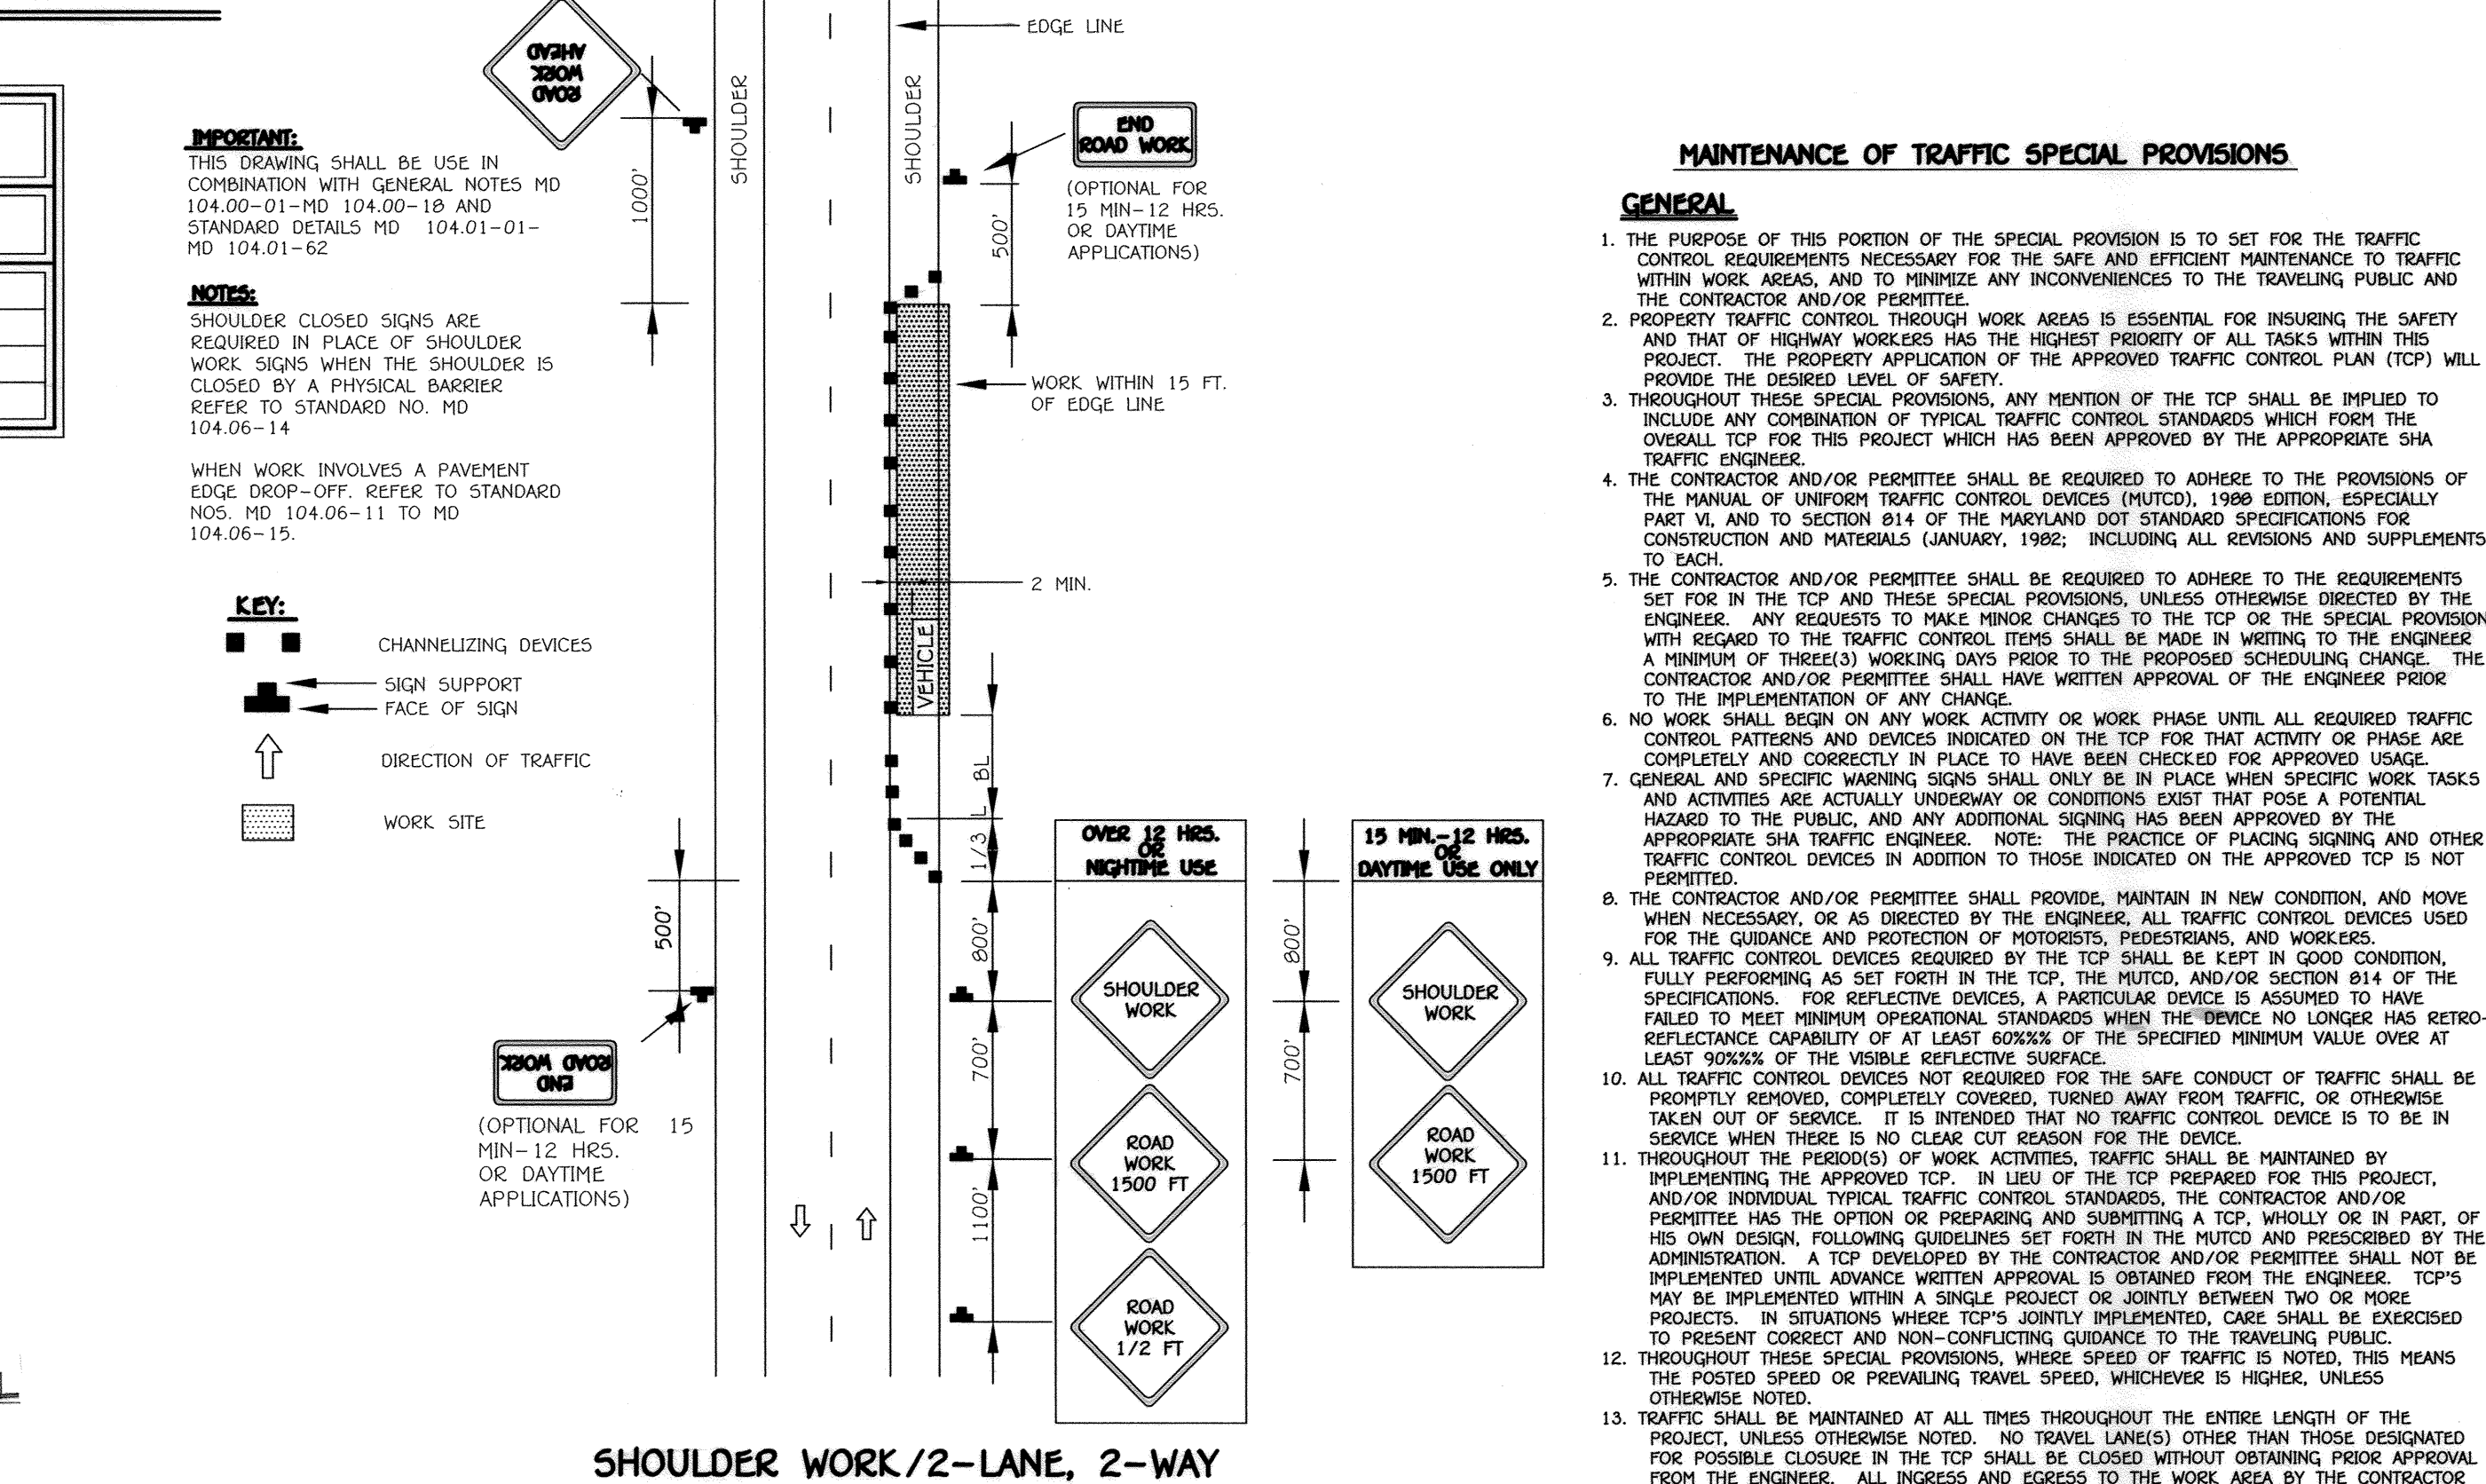 IMPORTANT:
THIS DRAWING SHALL BE USE IN
COMBINATION WITH GENERAL NOTES MD
104.00-01-MD 104.00-18 AND
STANDARD DETAILS MD 104.01-01-
MD 104.01-62
NOTES:
SHOULDER CLOSED SIGNS ARE
REQUIRED IN PLACE OF SHOULDER
WORK SIGNS WHEN THE SHOULDER IS
CLOSED BY A PHYSICAL BARRIER
REFER TO STANDARD NO. MD
104.06-14
WHEN WORK INVOLVES A PAVEMENT
EDGE DROP-OFF. REFER TO STANDARD
NOS. MD 104.06-11 TO MD
104.06-15.
KEY:
CHANNELIZING DEVICES
SIGN SUPPORT
FACE OF SIGN
DIRECTION OF TRAFFIC
WORK SITE
ROAD
WORK
AHEAD
1000'
SHOULDER
SHOULDER
EDGE LINE
END
ROAD WORK
(OPTIONAL FOR
15 MIN-12 HRS.
OR DAYTIME
APPLICATIONS)
500'
WORK WITHIN 15 FT.
OF EDGE LINE
2 MIN.
VEHICLE
BL
1/3 L
500'
END
ROAD WORK
(OPTIONAL FOR 15
MIN-12 HRS.
OR DAYTIME
APPLICATIONS)
800'
700'
1100'
OVER 12 HRS.
OR
NIGHTIME USE
SHOULDER
WORK
ROAD
WORK
1500 FT
ROAD
WORK
1/2 FT
800'
700'
15 MIN.-12 HRS.
OR
DAYTIME USE ONLY
SHOULDER
WORK
ROAD
WORK
1500 FT
SHOULDER WORK/2-LANE, 2-WAY
MAINTENANCE OF TRAFFIC SPECIAL PROVISIONS
GENERAL
1. THE PURPOSE OF THIS PORTION OF THE SPECIAL PROVISION IS TO SET FOR THE TRAFFIC
CONTROL REQUIREMENTS NECESSARY FOR THE SAFE AND EFFICIENT MAINTENANCE TO TRAFFIC
WITHIN WORK AREAS, AND TO MINIMIZE ANY INCONVENIENCES TO THE TRAVELING PUBLIC AND
THE CONTRACTOR AND/OR PERMITTEE.
2. PROPERTY TRAFFIC CONTROL THROUGH WORK AREAS IS ESSENTIAL FOR INSURING THE SAFETY
AND THAT OF HIGHWAY WORKERS HAS THE HIGHEST PRIORITY OF ALL TASKS WITHIN THIS
PROJECT. THE PROPERTY APPLICATION OF THE APPROVED TRAFFIC CONTROL PLAN (TCP) WILL
PROVIDE THE DESIRED LEVEL OF SAFETY.
3. THROUGHOUT THESE SPECIAL PROVISIONS, ANY MENTION OF THE TCP SHALL BE IMPLIED TO
INCLUDE ANY COMBINATION OF TYPICAL TRAFFIC CONTROL STANDARDS WHICH FORM THE
OVERALL TCP FOR THIS PROJECT WHICH HAS BEEN APPROVED BY THE APPROPRIATE SHA
TRAFFIC ENGINEER.
4. THE CONTRACTOR AND/OR PERMITTEE SHALL BE REQUIRED TO ADHERE TO THE PROVISIONS OF
THE MANUAL OF UNIFORM TRAFFIC CONTROL DEVICES (MUTCD), 1988 EDITION, ESPECIALLY
PART VI, AND TO SECTION 814 OF THE MARYLAND DOT STANDARD SPECIFICATIONS FOR
CONSTRUCTION AND MATERIALS (JANUARY, 1982; INCLUDING ALL REVISIONS AND SUPPLEMENTS
TO EACH.
5. THE CONTRACTOR AND/OR PERMITTEE SHALL BE REQUIRED TO ADHERE TO THE REQUIREMENTS
SET FOR IN THE TCP AND THESE SPECIAL PROVISIONS, UNLESS OTHERWISE DIRECTED BY THE
ENGINEER. ANY REQUESTS TO MAKE MINOR CHANGES TO THE TCP OR THE SPECIAL PROVISION
WITH REGARD TO THE TRAFFIC CONTROL ITEMS SHALL BE MADE IN WRITING TO THE ENGINEER
A MINIMUM OF THREE(3) WORKING DAYS PRIOR TO THE PROPOSED SCHEDULING CHANGE. THE
CONTRACTOR AND/OR PERMITTEE SHALL HAVE WRITTEN APPROVAL OF THE ENGINEER PRIOR
TO THE IMPLEMENTATION OF ANY CHANGE.
6. NO WORK SHALL BEGIN ON ANY WORK ACTIVITY OR WORK PHASE UNTIL ALL REQUIRED TRAFFIC
CONTROL PATTERNS AND DEVICES INDICATED ON THE TCP FOR THAT ACTIVITY OR PHASE ARE
COMPLETELY AND CORRECTLY IN PLACE TO HAVE BEEN CHECKED FOR APPROVED USAGE.
7. GENERAL AND SPECIFIC WARNING SIGNS SHALL ONLY BE IN PLACE WHEN SPECIFIC WORK TASKS
AND ACTIVITIES ARE ACTUALLY UNDERWAY OR CONDITIONS EXIST THAT POSE A POTENTIAL
HAZARD TO THE PUBLIC, AND ANY ADDITIONAL SIGNING HAS BEEN APPROVED BY THE
APPROPRIATE SHA TRAFFIC ENGINEER. NOTE: THE PRACTICE OF PLACING SIGNING AND OTHER
TRAFFIC CONTROL DEVICES IN ADDITION TO THOSE INDICATED ON THE APPROVED TCP IS NOT
PERMITTED.
8. THE CONTRACTOR AND/OR PERMITTEE SHALL PROVIDE, MAINTAIN IN NEW CONDITION, AND MOVE
WHEN NECESSARY, OR AS DIRECTED BY THE ENGINEER, ALL TRAFFIC CONTROL DEVICES USED
FOR THE GUIDANCE AND PROTECTION OF MOTORISTS, PEDESTRIANS, AND WORKERS.
9. ALL TRAFFIC CONTROL DEVICES REQUIRED BY THE TCP SHALL BE KEPT IN GOOD CONDITION,
FULLY PERFORMING AS SET FORTH IN THE TCP, THE MUTCD, AND/OR SECTION 814 OF THE
SPECIFICATIONS. FOR REFLECTIVE DEVICES, A PARTICULAR DEVICE IS ASSUMED TO HAVE
FAILED TO MEET MINIMUM OPERATIONAL STANDARDS WHEN THE DEVICE NO LONGER HAS RETRO-
REFLECTANCE CAPABILITY OF AT LEAST 60%%% OF THE SPECIFIED MINIMUM VALUE OVER AT
LEAST 90%%% OF THE VISIBLE REFLECTIVE SURFACE.
10. ALL TRAFFIC CONTROL DEVICES NOT REQUIRED FOR THE SAFE CONDUCT OF TRAFFIC SHALL BE
PROMPTLY REMOVED, COMPLETELY COVERED, TURNED AWAY FROM TRAFFIC, OR OTHERWISE
TAKEN OUT OF SERVICE. IT IS INTENDED THAT NO TRAFFIC CONTROL DEVICE IS TO BE IN
SERVICE WHEN THERE IS NO CLEAR CUT REASON FOR THE DEVICE.
11. THROUGHOUT THE PERIOD(S) OF WORK ACTIVITIES, TRAFFIC SHALL BE MAINTAINED BY
IMPLEMENTING THE APPROVED TCP. IN LIEU OF THE TCP PREPARED FOR THIS PROJECT,
AND/OR INDIVIDUAL TYPICAL TRAFFIC CONTROL STANDARDS, THE CONTRACTOR AND/OR
PERMITTEE HAS THE OPTION OR PREPARING AND SUBMITTING A TCP, WHOLLY OR IN PART, OF
HIS OWN DESIGN, FOLLOWING GUIDELINES SET FORTH IN THE MUTCD AND PRESCRIBED BY THE
ADMINISTRATION. A TCP DEVELOPED BY THE CONTRACTOR AND/OR PERMITTEE SHALL NOT BE
IMPLEMENTED UNTIL ADVANCE WRITTEN APPROVAL IS OBTAINED FROM THE ENGINEER. TCP'S
MAY BE IMPLEMENTED WITHIN A SINGLE PROJECT OR JOINTLY BETWEEN TWO OR MORE
PROJECTS. IN SITUATIONS WHERE TCP'S JOINTLY IMPLEMENTED, CARE SHALL BE EXERCISED
TO PRESENT CORRECT AND NON-CONFLICTING GUIDANCE TO THE TRAVELING PUBLIC.
12. THROUGHOUT THESE SPECIAL PROVISIONS, WHERE SPEED OF TRAFFIC IS NOTED, THIS MEANS
THE POSTED SPEED OR PREVAILING TRAVEL SPEED, WHICHEVER IS HIGHER, UNLESS
OTHERWISE NOTED.
13. TRAFFIC SHALL BE MAINTAINED AT ALL TIMES THROUGHOUT THE ENTIRE LENGTH OF THE
PROJECT, UNLESS OTHERWISE NOTED. NO TRAVEL LANE(S) OTHER THAN THOSE DESIGNATED
FOR POSSIBLE CLOSURE IN THE TCP SHALL BE CLOSED WITHOUT OBTAINING PRIOR APPROVAL
FROM THE ENGINEER. ALL INGRESS AND EGRESS TO THE WORK AREA BY THE CONTRACTOR